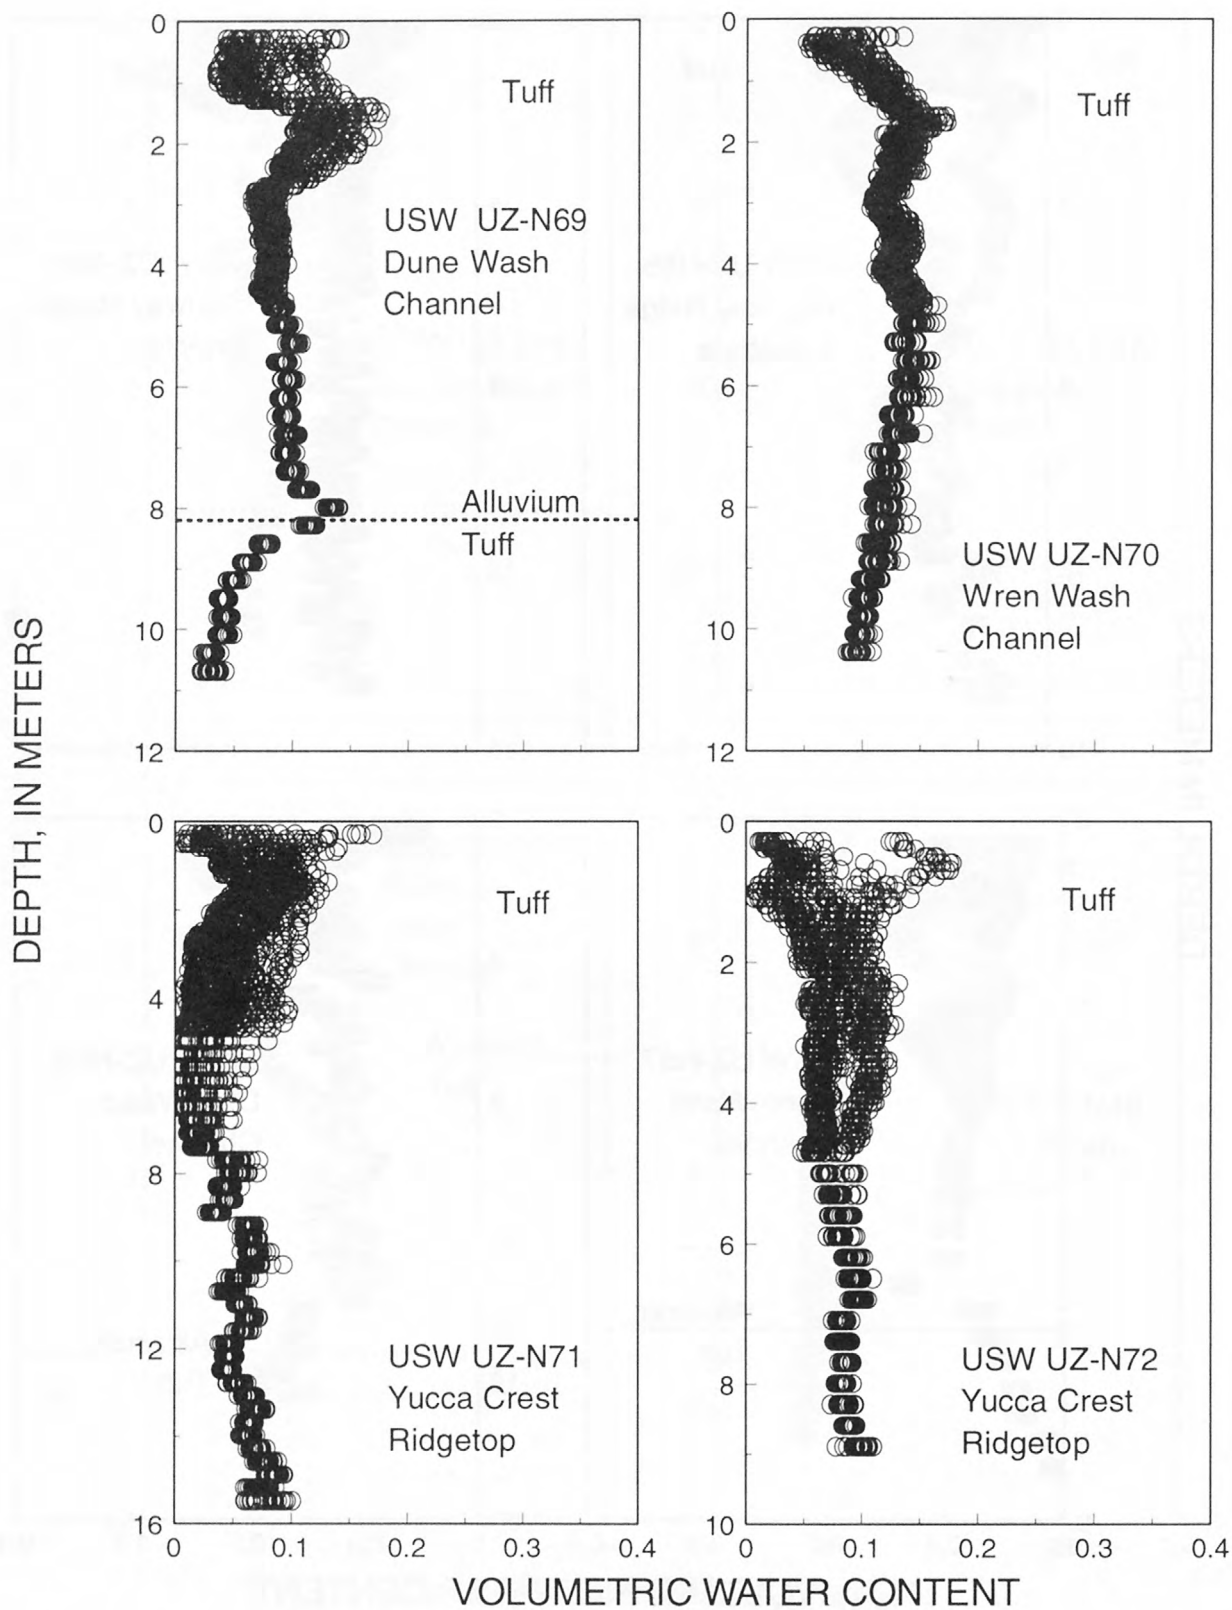 0
2
4
6
8
10
12
Tuff
USW UZ-N69
Dune Wash
Channel
Alluvium
Tuff
0
2
4
6
8
10
12
Tuff
USW UZ-N70
Wren Wash
Channel
DEPTH, IN METERS
0
4
8
12
16
Tuff
USW UZ-N71
Yucca Crest
Ridgetop
0 0.1 0.2 0.3 0.4
0
2
4
6
8
10
Tuff
USW UZ-N72
Yucca Crest
Ridgetop
0 0.1 0.2 0.3 0.4
VOLUMETRIC WATER CONTENT